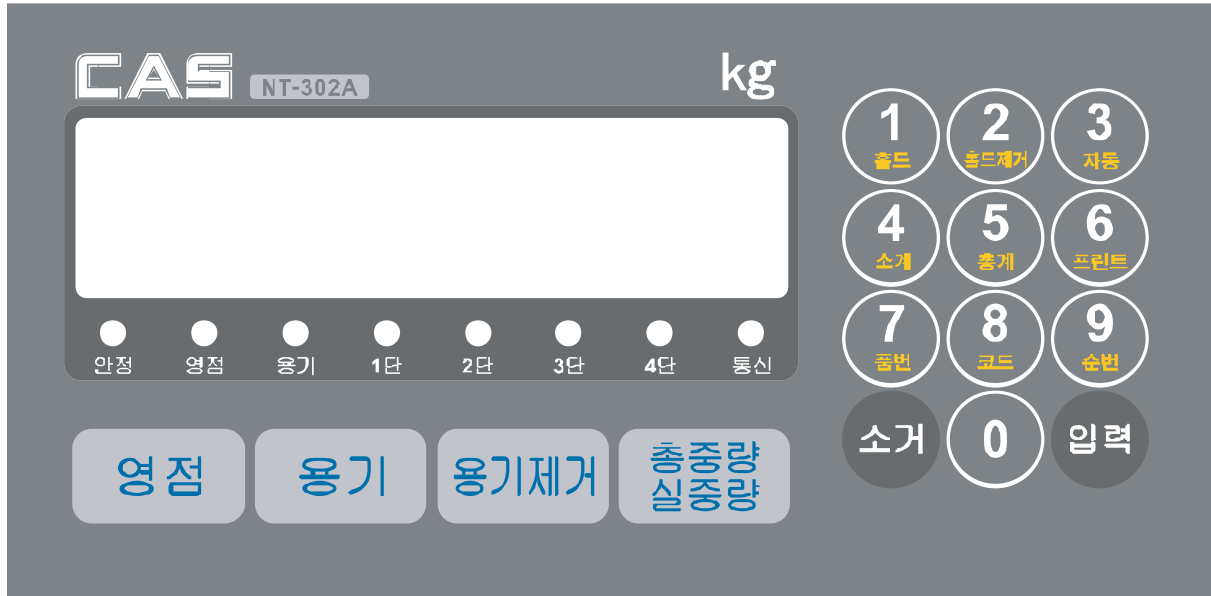 CAS NT-302A kg
안정 영점 용기 1단 2단 3단 4단 통신
영점 용기 용기제거 총중량
실중량
1 2 3
홀드 홀드제거 자동
4 5 6
소계 총계 프린트
7 8 9
품번 코드 순번
소거 0 입력